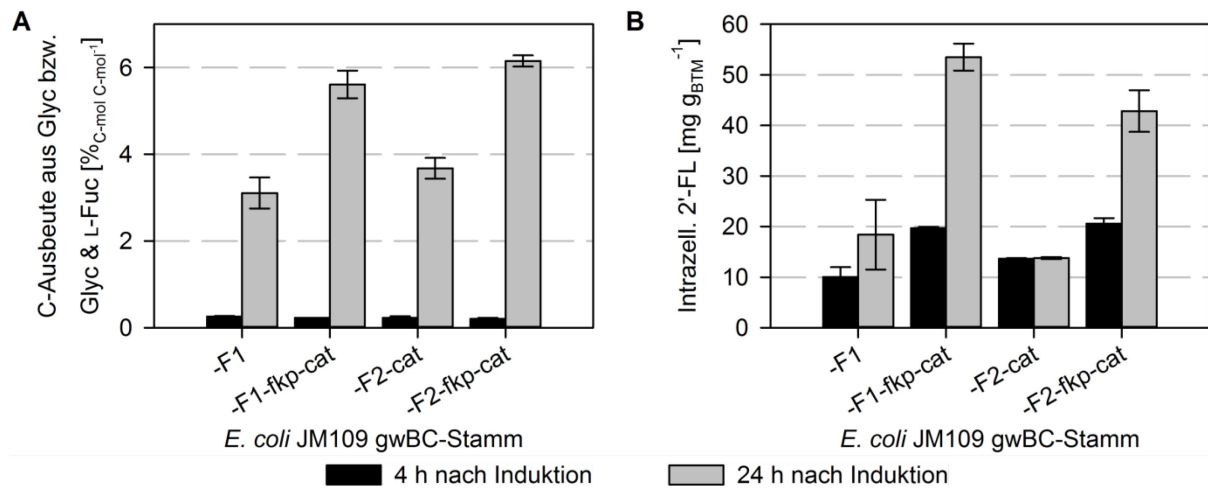 A
C-Ausbeute aus Glyc bzw.
Glyc & L-Fuc [%C-mol C-mol-1]
6
4
2
0
-F1
-F1-fkp-cat
-F2-cat
-F2-fkp-cat
E. coli JM109 gwBC-Stamm
B
Intrazell. 2'-FL [mg gBTM-1]
60
50
40
30
20
10
0
-F1
-F1-fkp-cat
-F2-cat
-F2-fkp-cat
E. coli JM109 gwBC-Stamm
4 h nach Induktion
24 h nach Induktion